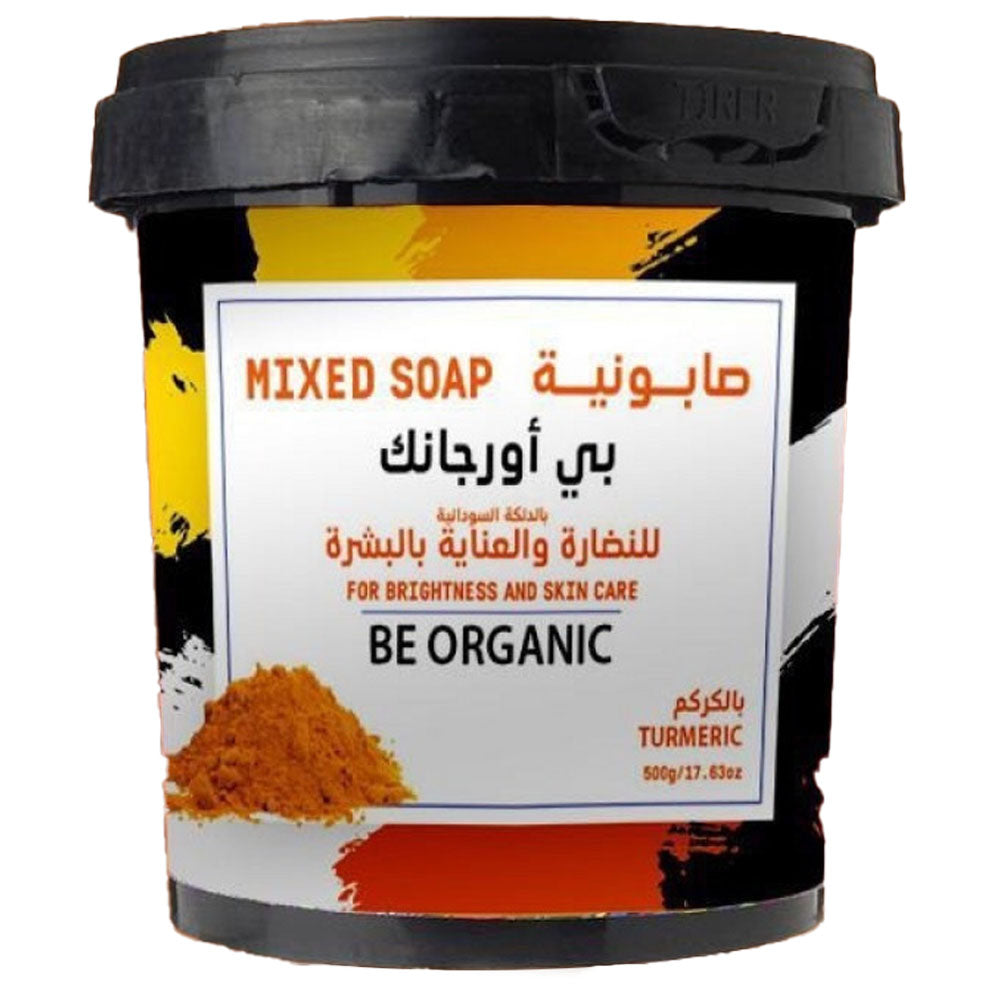 MIXED SOAP صابونية
بي أورجانك
بالدلكة السودانية
للنضارة والعناية بالبشرة
FOR BRIGHTNESS AND SKIN CARE
BE ORGANIC
بالكركم
TURMERIC
500g/17.63oz